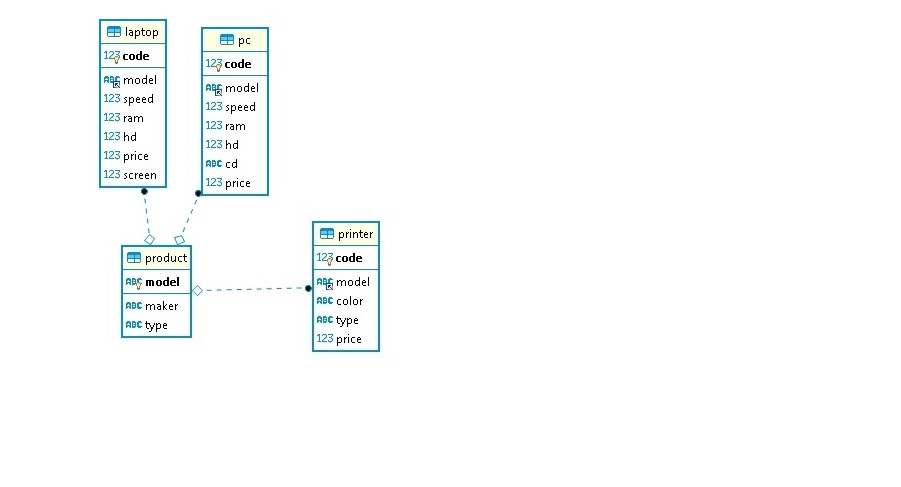 laptop
123 code
ABC model
123 speed
123 ram
123 hd
123 price
123 screen
pc
123 code
ABC model
123 speed
123 ram
123 hd
ABC cd
123 price
product
ABC model
ABC maker
ABC type
printer
123 code
ABC model
ABC color
ABC type
123 price